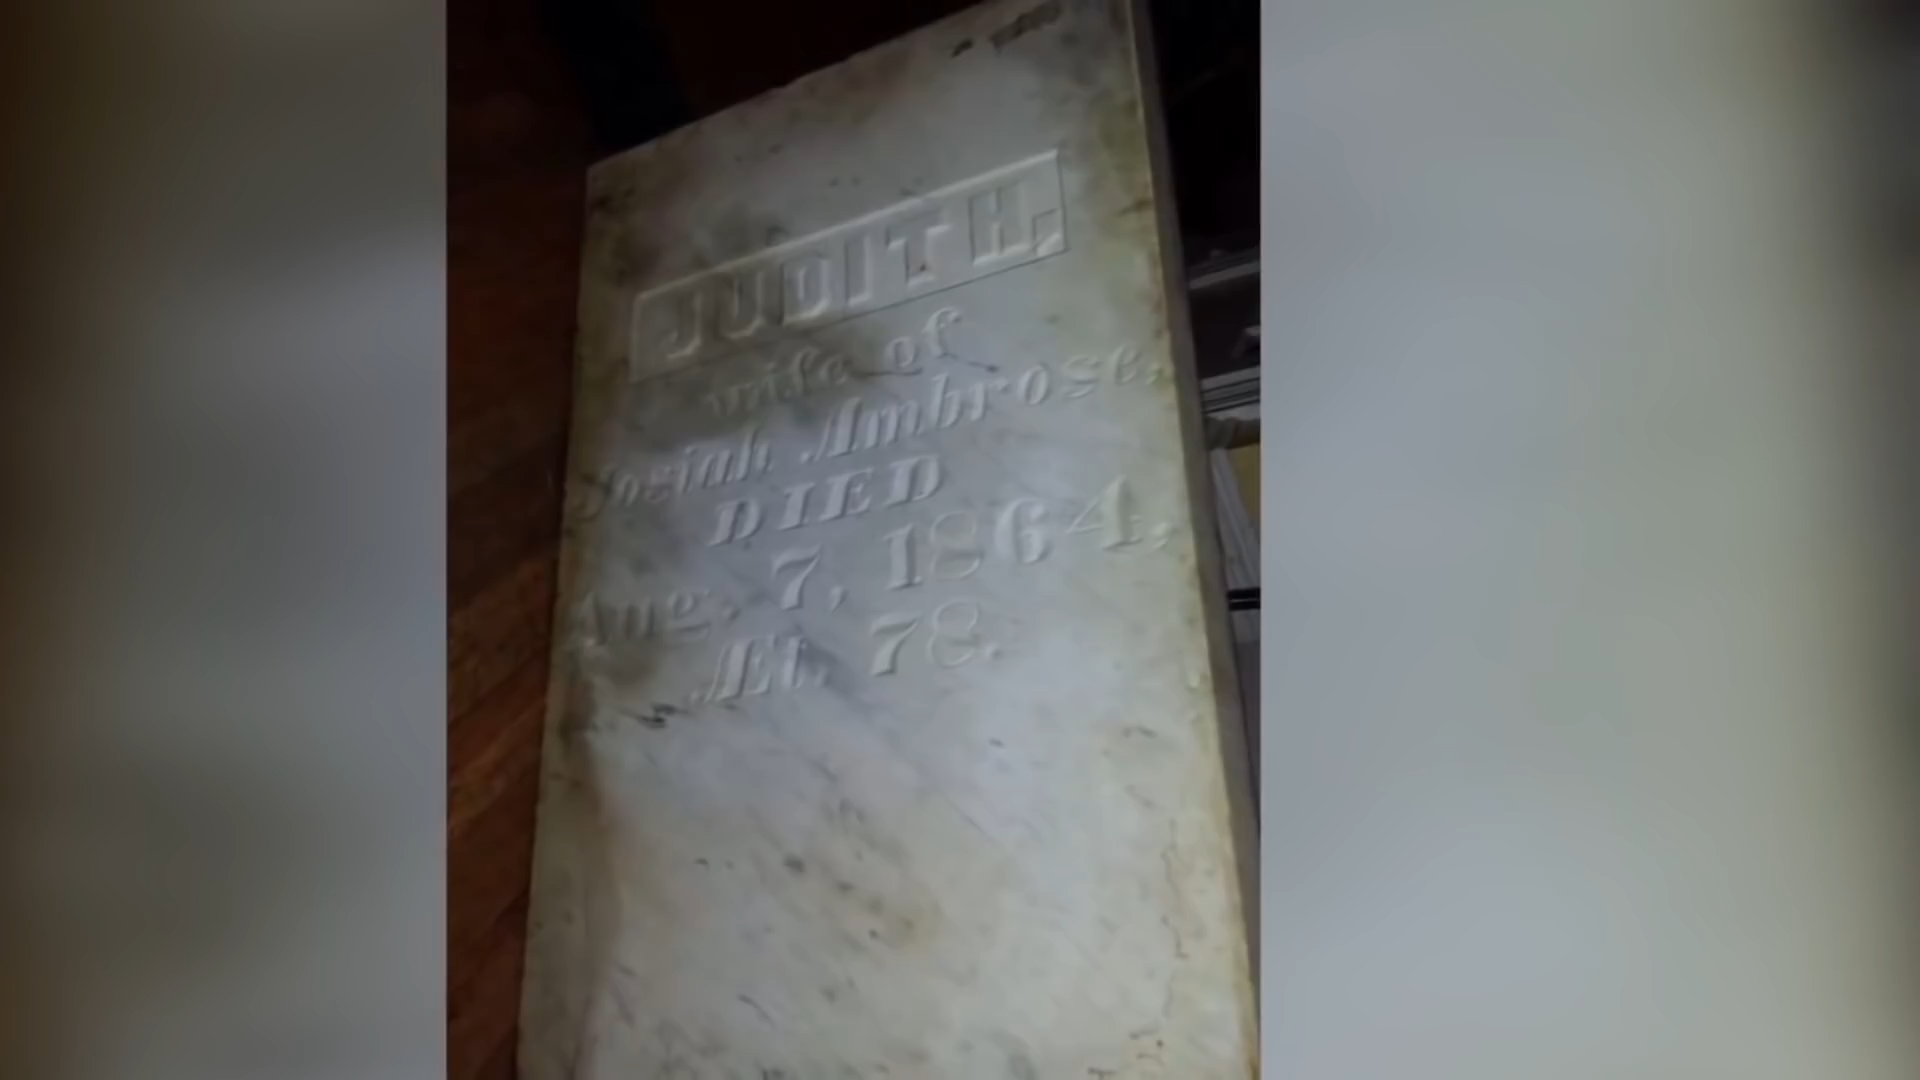 JUDITH,
wife of
Josiah Ambrose,
DIED
Aug. 7, 1864,
Æt. 78.